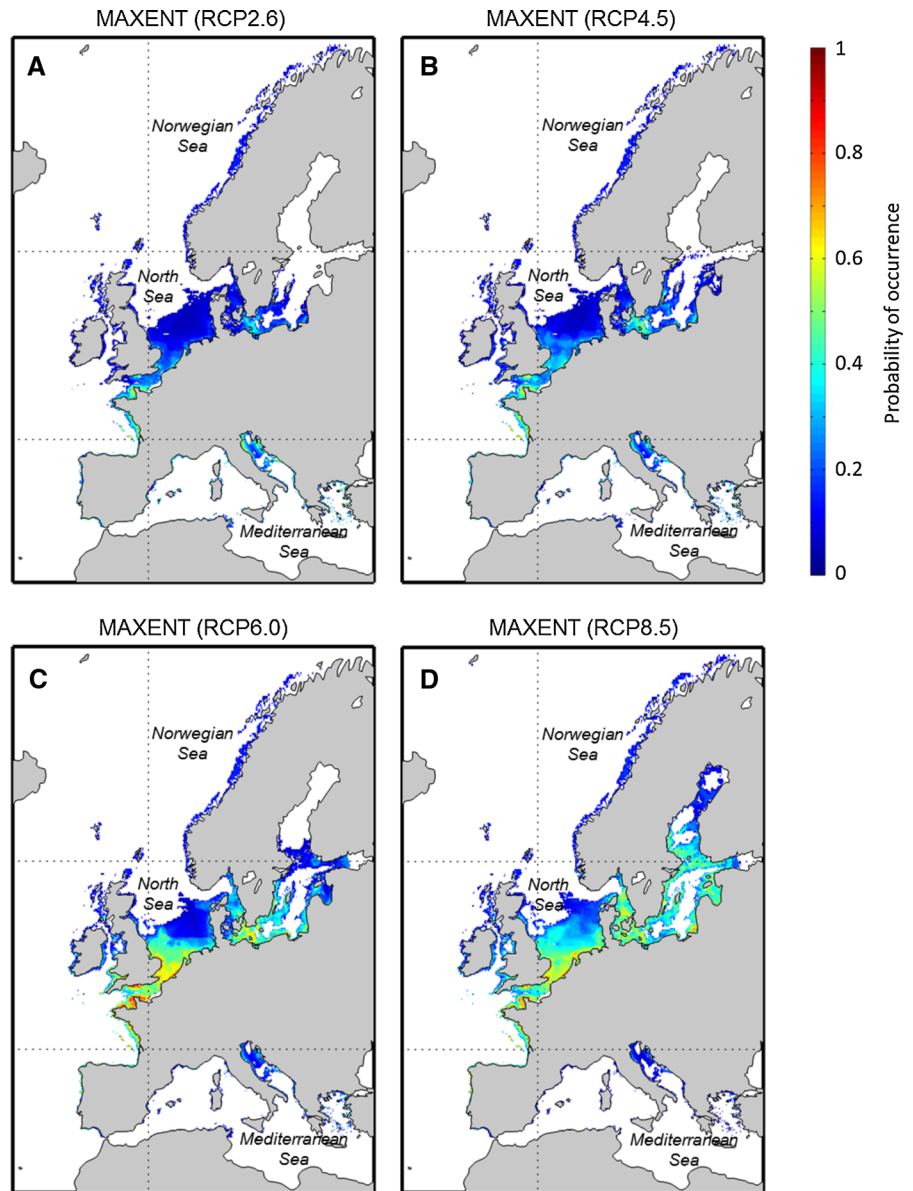 MAXENT (RCP2.6)
MAXENT (RCP4.5)
A
Norwegian
Sea
North
Sea
Mediterranean
Sea
B
Norwegian
Sea
North
Sea
Mediterranean
Sea
1
0.8
0.6
0.4
0.2
0
Probability of occurrence
MAXENT (RCP6.0)
MAXENT (RCP8.5)
C
Norwegian
Sea
North
Sea
Mediterranean
Sea
D
Norwegian
Sea
North
Sea
Mediterranean
Sea